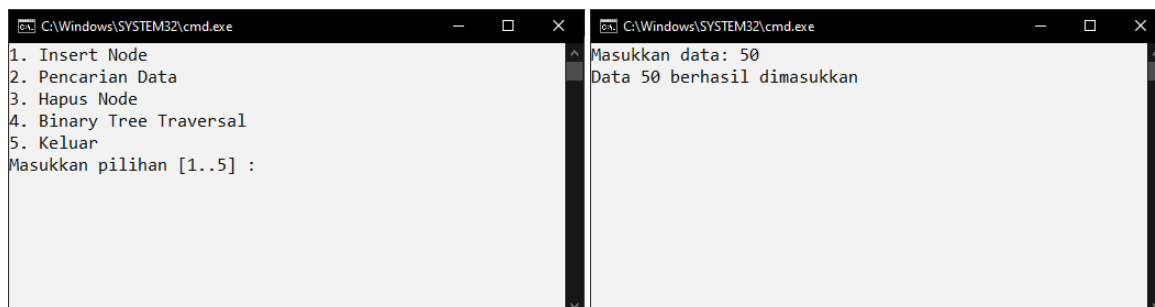 C:\Windows\SYSTEM32\cmd.exe
1. Insert Node
2. Pencarian Data
3. Hapus Node
4. Binary Tree Traversal
5. Keluar
Masukkan pilihan [1..5] :
C:\Windows\SYSTEM32\cmd.exe
Masukkan data: 50
Data 50 berhasil dimasukkan